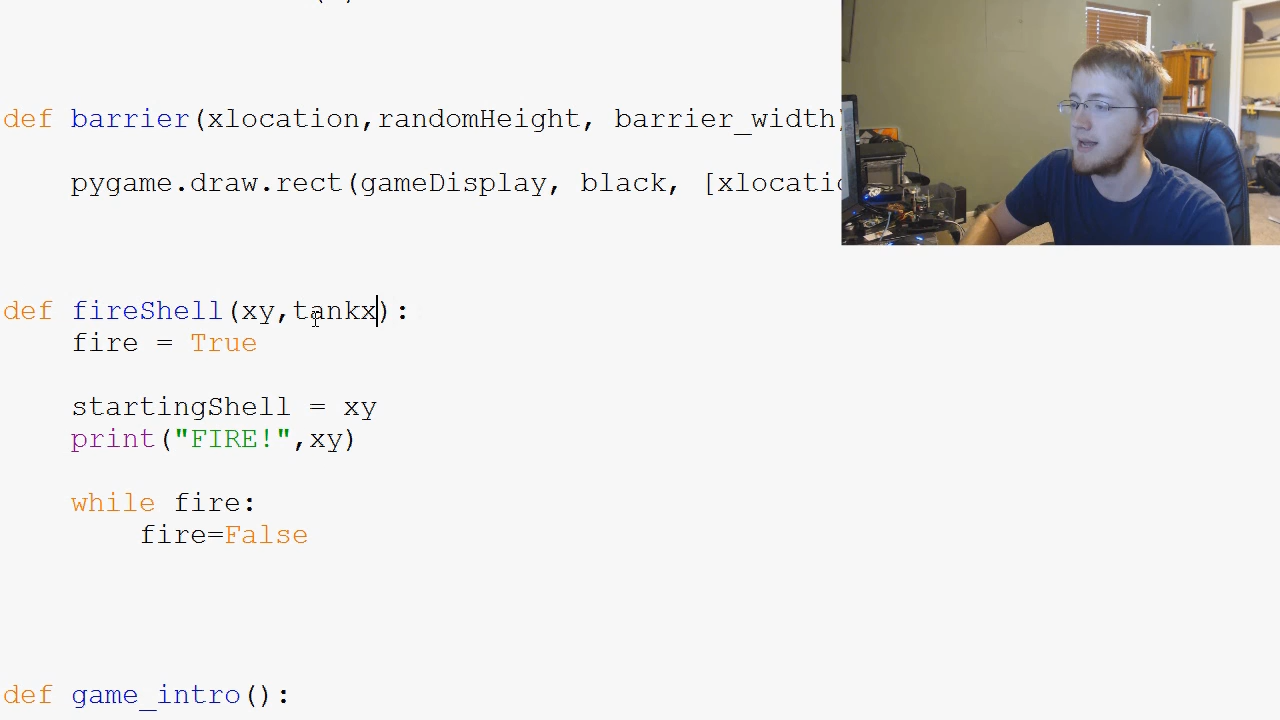 def barrier(xlocation,randomHeight, barrier_width)
pygame.draw.rect(gameDisplay, black,
def fireShell(xy,tankx):
fire = True
startingShell = xy
print("FIRE!",xy)
while fire:
fire=False
def game_intro():